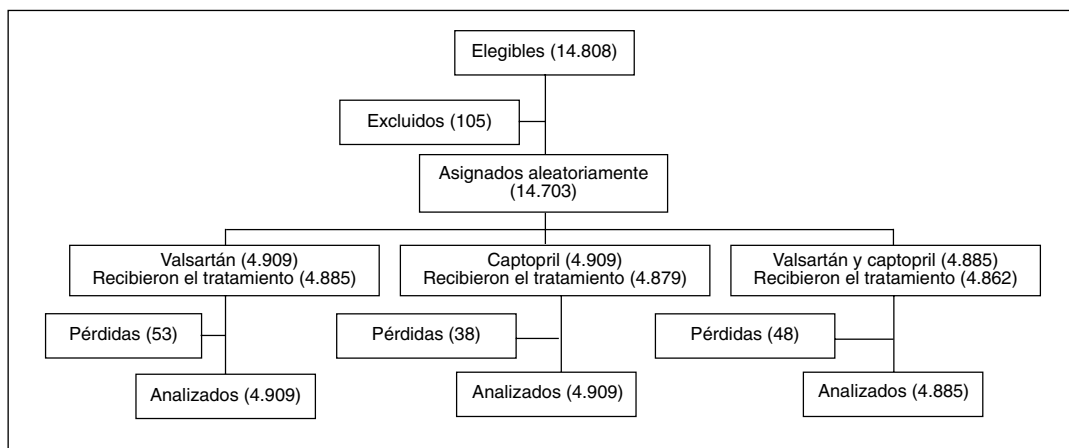 Elegibles (14.808)
Excluidos (105)
Asignados aleatoriamente
(14.703)
Valsartán (4.909)
Recibieron el tratamiento (4.885)
Captopril (4.909)
Recibieron el tratamiento (4.879)
Valsartán y captopril (4.885)
Recibieron el tratamiento (4.862)
Pérdidas (53)
Pérdidas (38)
Pérdidas (48)
Analizados (4.909)
Analizados (4.909)
Analizados (4.885)